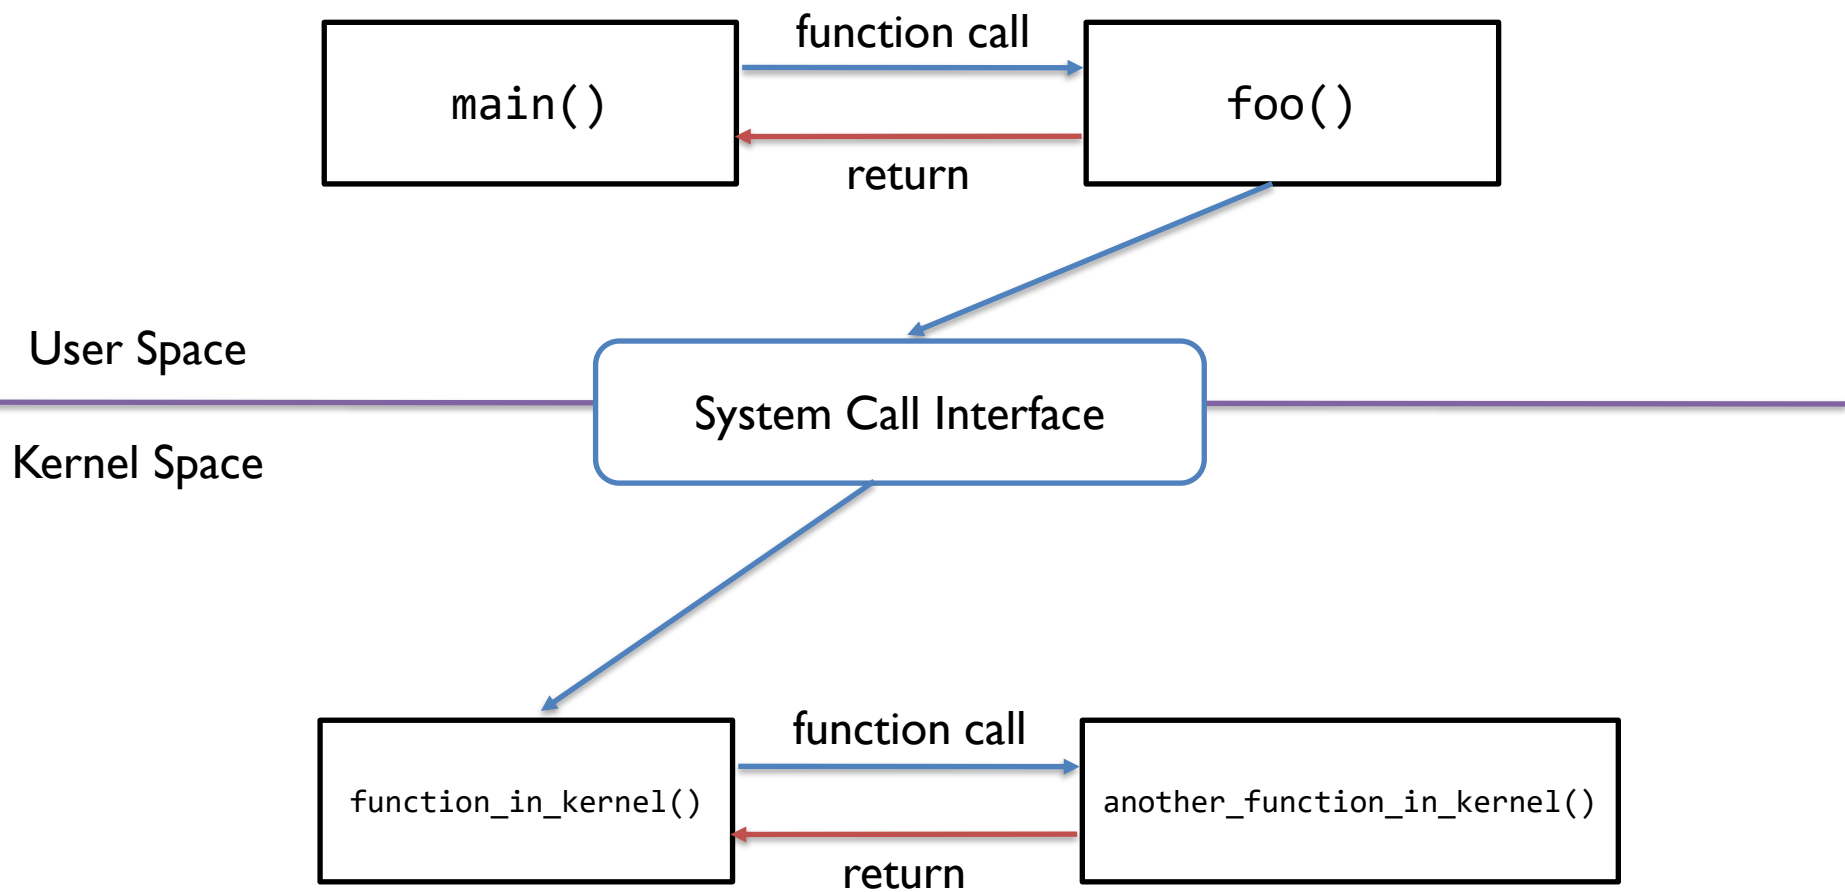 function call
main()
foo()
return
User Space
System Call Interface
Kernel Space
function call
function_in_kernel()
another_function_in_kernel()
return